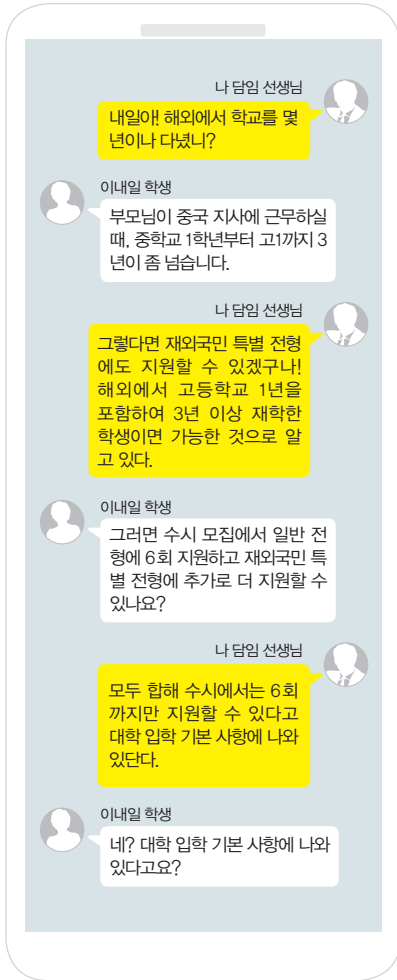 나 담임 선생님
내일아! 해외에서 학교를 몇
년이나 다녔니?
이내일 학생
부모님이 중국 지사에 근무하실
때, 중학교 1학년부터 고1까지 3
년이 좀 넘습니다.
나 담임 선생님
그렇다면 재외국민 특별 전형
에도 지원할 수 있겠구나!
해외에서 고등학교 1년을
포함하여 3년 이상 재학한
학생이면 가능한 것으로 알
고 있다.
이내일 학생
그러면 수시 모집에서 일반 전
형에 6회 지원하고 재외국민 특
별 전형에 추가로 더 지원할 수
있나요?
나 담임 선생님
모두 합해 수시에서는 6회
까지만 지원할 수 있다고
대학 입학 기본 사항에 나와
있단다.
이내일 학생
네? 대학 입학 기본 사항에 나와
있다고요?